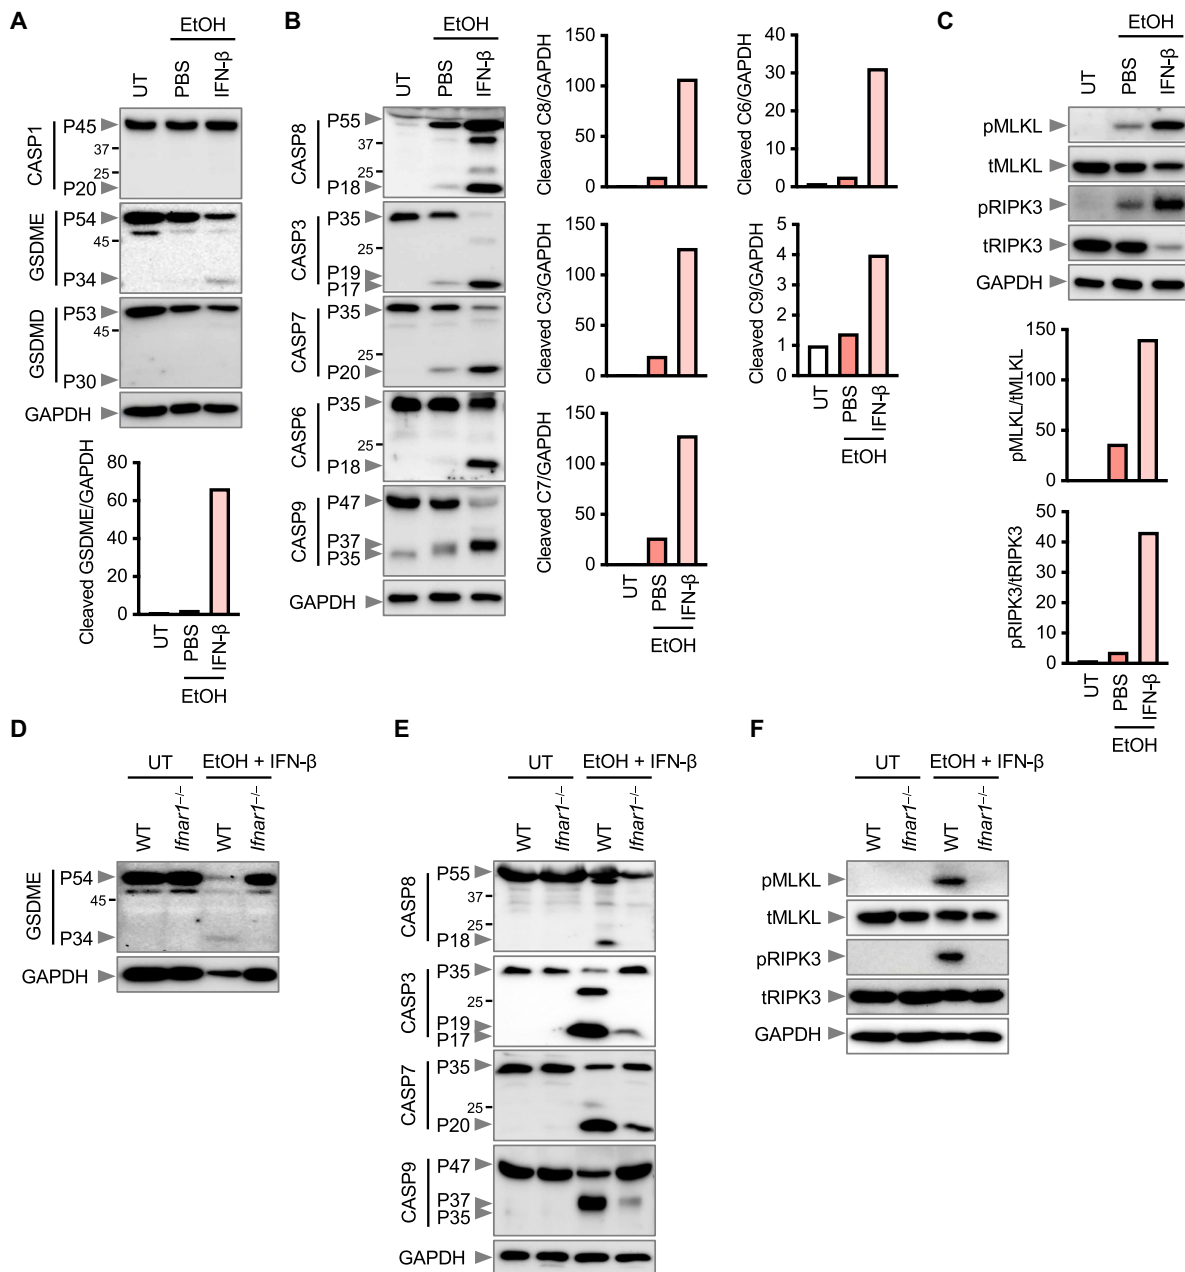 A
EtOH
UT
PBS
IFN-β
CASP1
P45
37
25
P20
GSDME
P54
45
P34
GSDMD
P53
45
P30
GAPDH
Cleaved GSDME/GAPDH
80
60
40
20
0
UT
PBS
IFN-β
EtOH
B
EtOH
UT
PBS
IFN-β
CASP8
P55
37
25
P18
CASP3
P35
25
P19
P17
CASP7
P35
25
P20
CASP6
P35
25
P18
CASP9
P47
P37
P35
GAPDH
Cleaved C8/GAPDH
150
100
50
0
Cleaved C3/GAPDH
150
100
50
0
Cleaved C7/GAPDH
150
100
50
0
UT
PBS
IFN-β
EtOH
Cleaved C6/GAPDH
40
30
20
10
0
Cleaved C9/GAPDH
5
4
3
2
1
0
UT
PBS
IFN-β
EtOH
C
EtOH
UT
PBS
IFN-β
pMLKL
tMLKL
pRIPK3
tRIPK3
GAPDH
pMLKL/tMLKL
150
100
50
0
pRIPK3/tRIPK3
50
40
30
20
10
0
UT
PBS
IFN-β
EtOH
D
UT
EtOH + IFN-β
WT
Ifnar1–/–
WT
Ifnar1–/–
GSDME
P54
45
P34
GAPDH
E
UT
EtOH + IFN-β
WT
Ifnar1–/–
WT
Ifnar1–/–
CASP8
P55
37
25
P18
CASP3
P35
25
P19
P17
CASP7
P35
25
P20
CASP9
P47
P37
P35
GAPDH
F
UT
EtOH + IFN-β
WT
Ifnar1–/–
WT
Ifnar1–/–
pMLKL
tMLKL
pRIPK3
tRIPK3
GAPDH